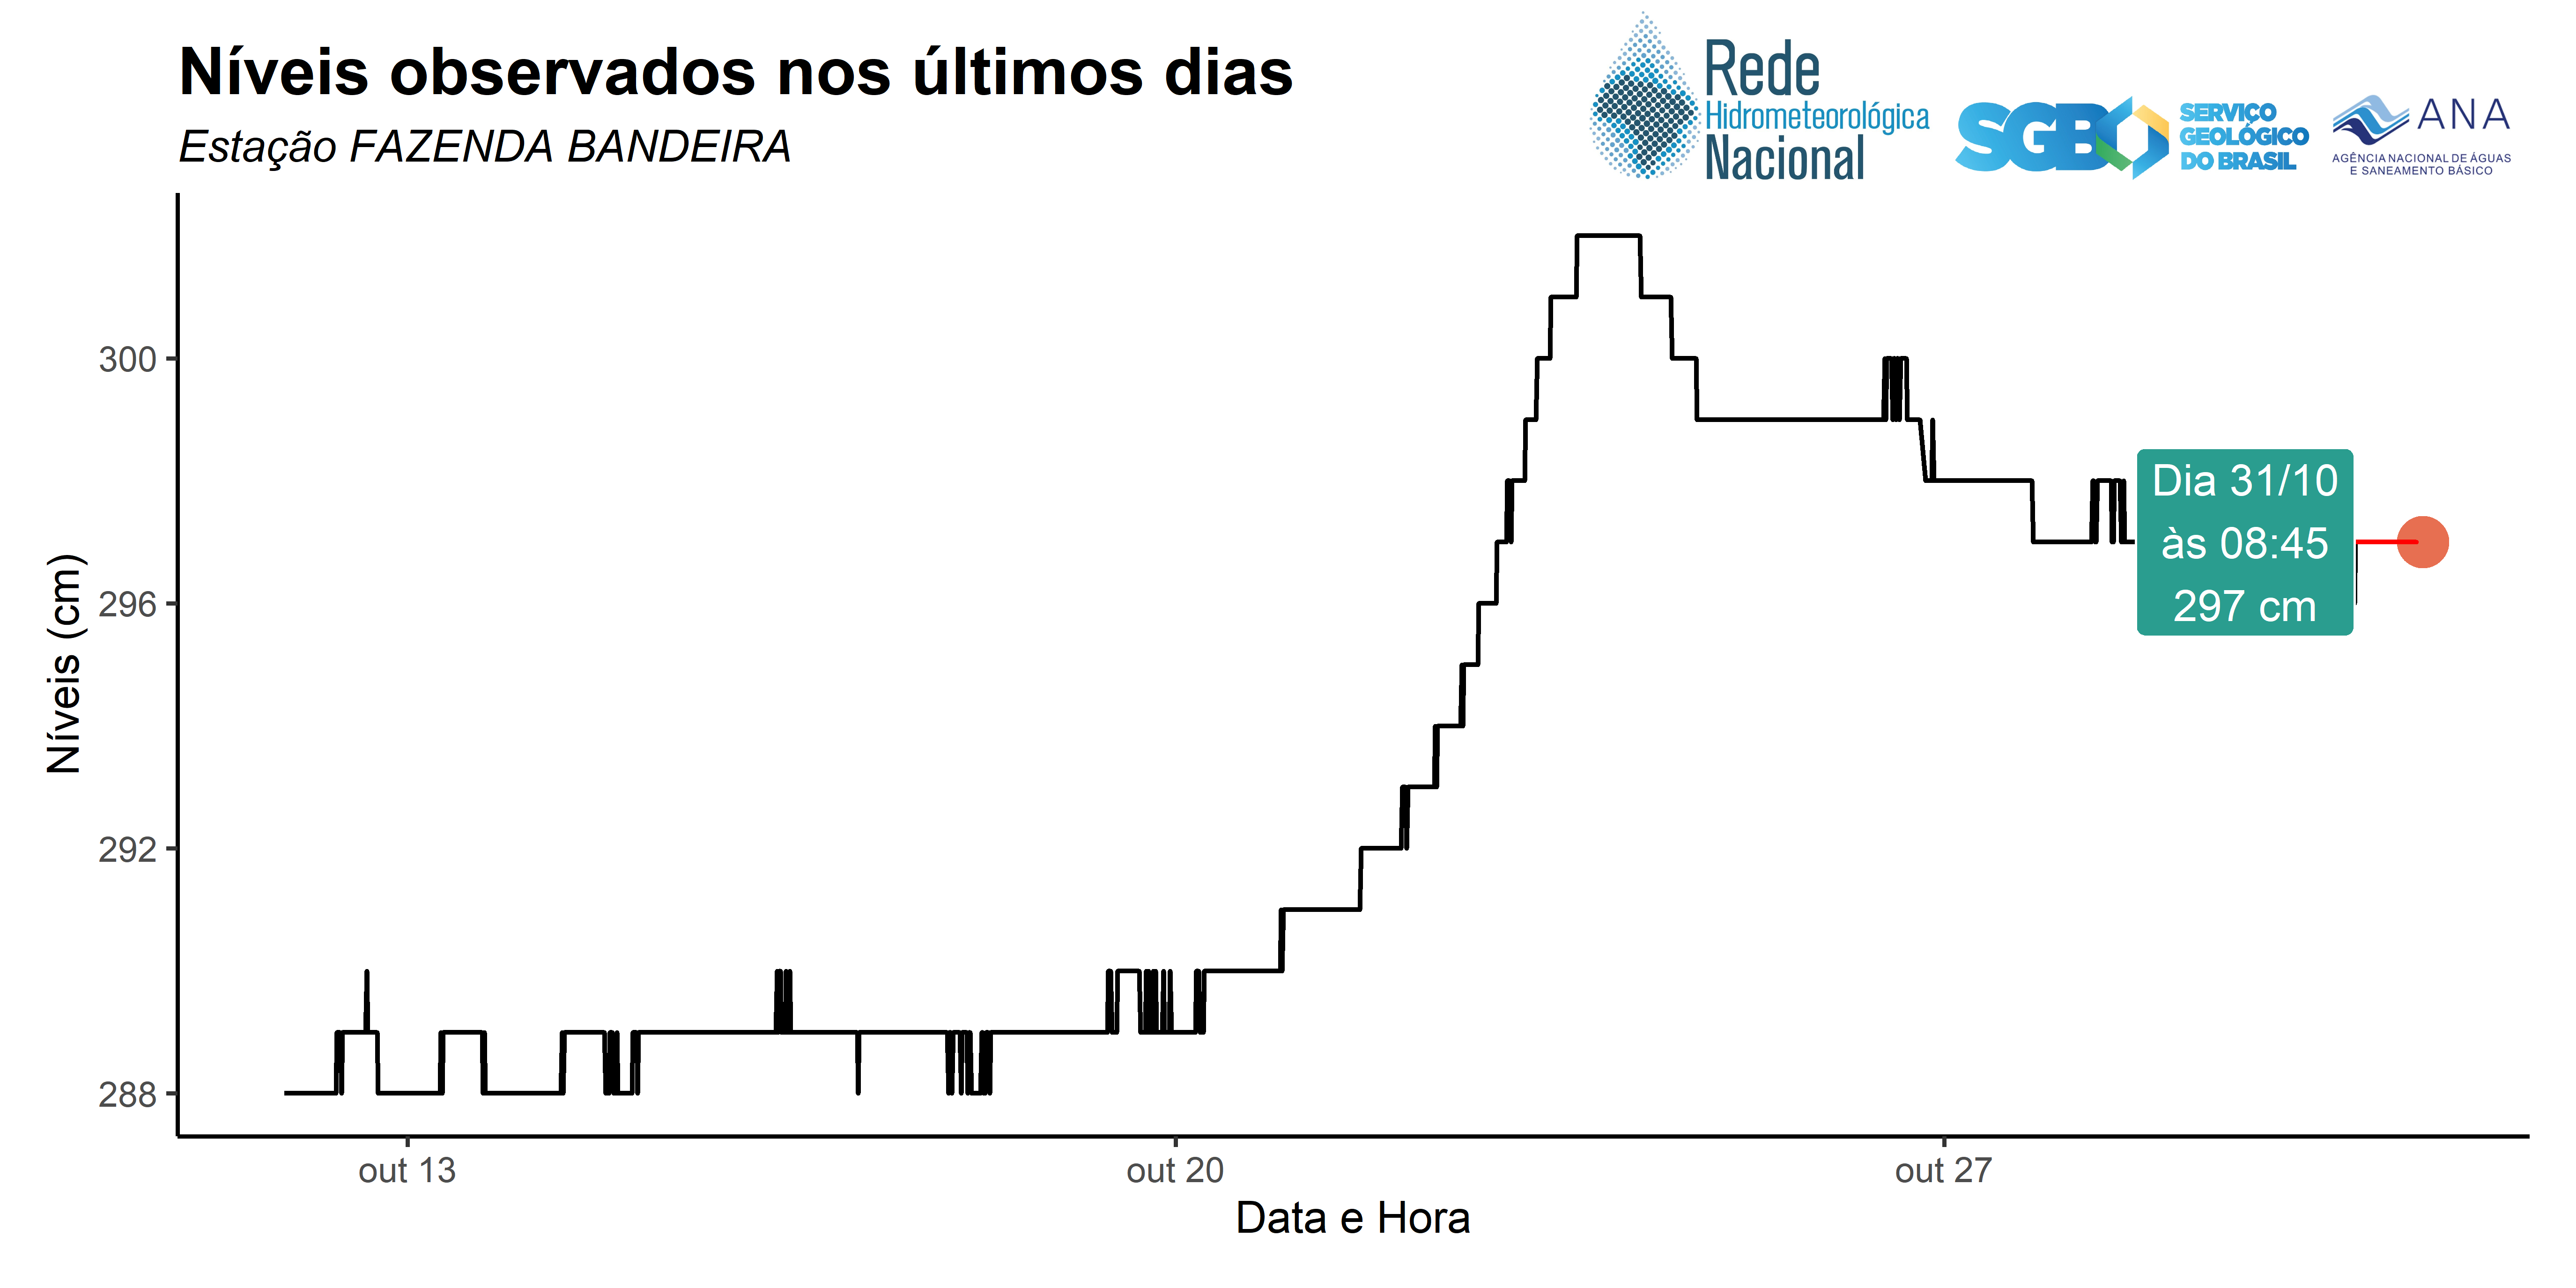 Níveis observados nos últimos dias
Estação FAZENDA BANDEIRA
Rede
Hidrometeorológica
Nacional
SGB
SERVIÇO
GEOLÓGICO
DO BRASIL
ANA
AGÊNCIA NACIONAL DE ÁGUAS
E SANEAMENTO BÁSICO
Níveis (cm)
300
296
292
288
Dia 31/10
às 08:45
297 cm
out 13
out 20
out 27
Data e Hora